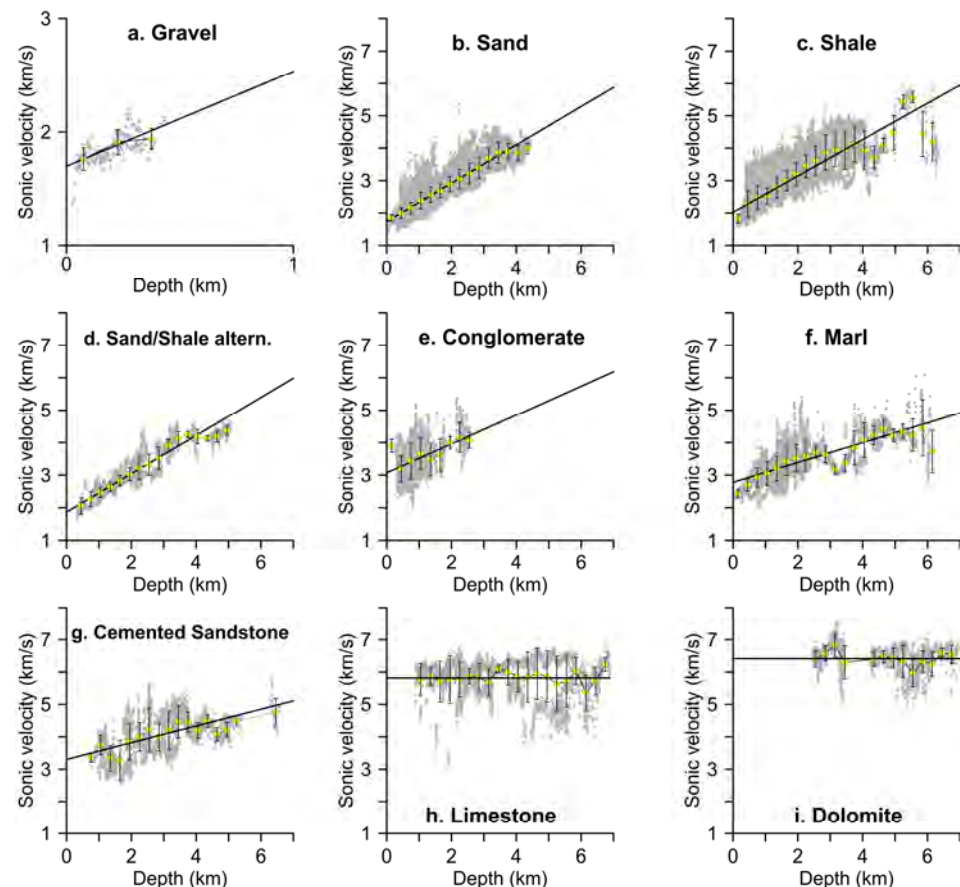 a. Gravel
Sonic velocity (km/s)
3
2
1
0
1
Depth (km)
b. Sand
Sonic velocity (km/s)
7
5
3
1
0 2 4 6
Depth (km)
c. Shale
Sonic velocity (km/s)
7
5
3
1
0 2 4 6
Depth (km)
d. Sand/Shale altern.
Sonic velocity (km/s)
7
5
3
1
0 2 4 6
Depth (km)
e. Conglomerate
Sonic velocity (km/s)
7
5
3
1
0 2 4 6
Depth (km)
f. Marl
Sonic velocity (km/s)
7
5
3
1
0 2 4 6
Depth (km)
g. Cemented Sandstone
Sonic velocity (km/s)
7
5
3
1
0 2 4 6
Depth (km)
h. Limestone
Sonic velocity (km/s)
7
5
3
1
0 2 4 6
Depth (km)
i. Dolomite
Sonic velocity (km/s)
7
5
3
1
0 2 4 6
Depth (km)